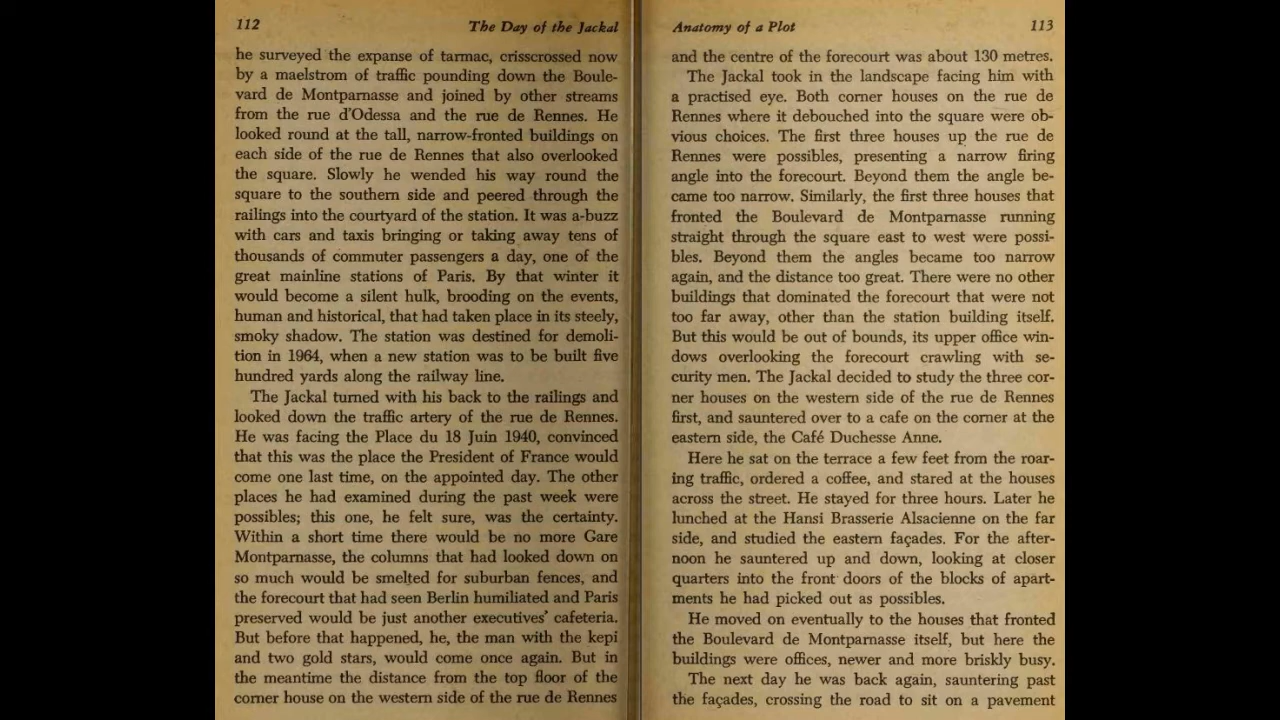 112 The Day of the Jackal
he surveyed the expanse of tarmac, crisscrossed now
by a maelstrom of traffic pounding down the Boule-
vard de Montparnasse and joined by other streams
from the rue d'Odessa and the rue de Rennes. He
looked round at the tall, narrow-fronted buildings on
each side of the rue de Rennes that also overlooked
the square. Slowly he wended his way round the
square to the southern side and peered through the
railings into the courtyard of the station. It was a-buzz
with cars and taxis bringing or taking away tens of
thousands of commuter passengers a day, one of the
great mainline stations of Paris. By that winter it
would become a silent hulk, brooding on the events,
human and historical, that had taken place in its steely,
smoky shadow. The station was destined for demoli-
tion in 1964, when a new station was to be built five
hundred yards along the railway line.
The Jackal turned with his back to the railings and
looked down the traffic artery of the rue de Rennes.
He was facing the Place du 18 Juin 1940, convinced
that this was the place the President of France would
come one last time, on the appointed day. The other
places he had examined during the past week were
possibles; this one, he felt sure, was the certainty.
Within a short time there would be no more Gare
Montparnasse, the columns that had looked down on
so much would be smelted for suburban fences, and
the forecourt that had seen Berlin humiliated and Paris
preserved would be just another executives' cafeteria.
But before that happened, he, the man with the kepi
and two gold stars, would come once again. But in
the meantime the distance from the top floor of the
corner house on the western side of the rue de Rennes
Anatomy of a Plot 113
and the centre of the forecourt was about 130 metres.
The Jackal took in the landscape facing him with
a practised eye. Both corner houses on the rue de
Rennes where it debouched into the square were ob-
vious choices. The first three houses up the rue de
Rennes were possibles, presenting a narrow firing
angle into the forecourt. Beyond them the angle be-
came too narrow. Similarly, the first three houses that
fronted the Boulevard de Montparnasse running
straight through the square east to west were possi-
bles. Beyond them the angles became too narrow
again, and the distance too great. There were no other
buildings that dominated the forecourt that were not
too far away, other than the station building itself.
But this would be out of bounds, its upper office win-
dows overlooking the forecourt crawling with se-
curity men. The Jackal decided to study the three cor-
ner houses on the western side of the rue de Rennes
first, and sauntered over to a cafe on the corner at the
eastern side, the Café Duchesse Anne.
Here he sat on the terrace a few feet from the roar-
ing traffic, ordered a coffee, and stared at the houses
across the street. He stayed for three hours. Later he
lunched at the Hansi Brasserie Alsacienne on the far
side, and studied the eastern façades. For the after-
noon he sauntered up and down, looking at closer
quarters into the front doors of the blocks of apart-
ments he had picked out as possibles.
He moved on eventually to the houses that fronted
the Boulevard de Montparnasse itself, but here the
buildings were offices, newer and more briskly busy.
The next day he was back again, sauntering past
the façades, crossing the road to sit on a pavement